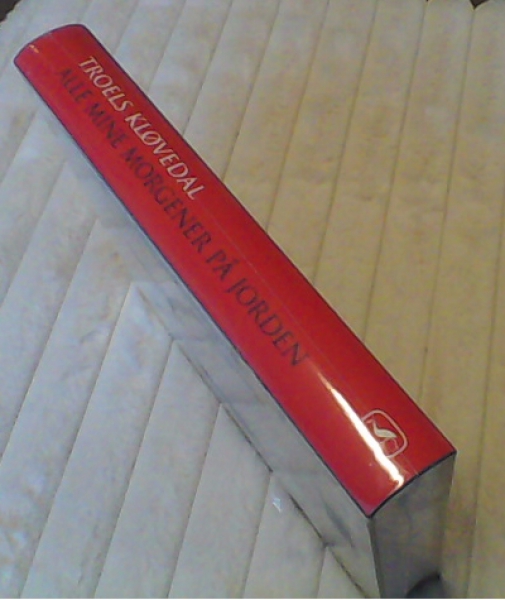 TROELS KLØVEDAL
ALLE MINE MORGENER PÅ JORDEN